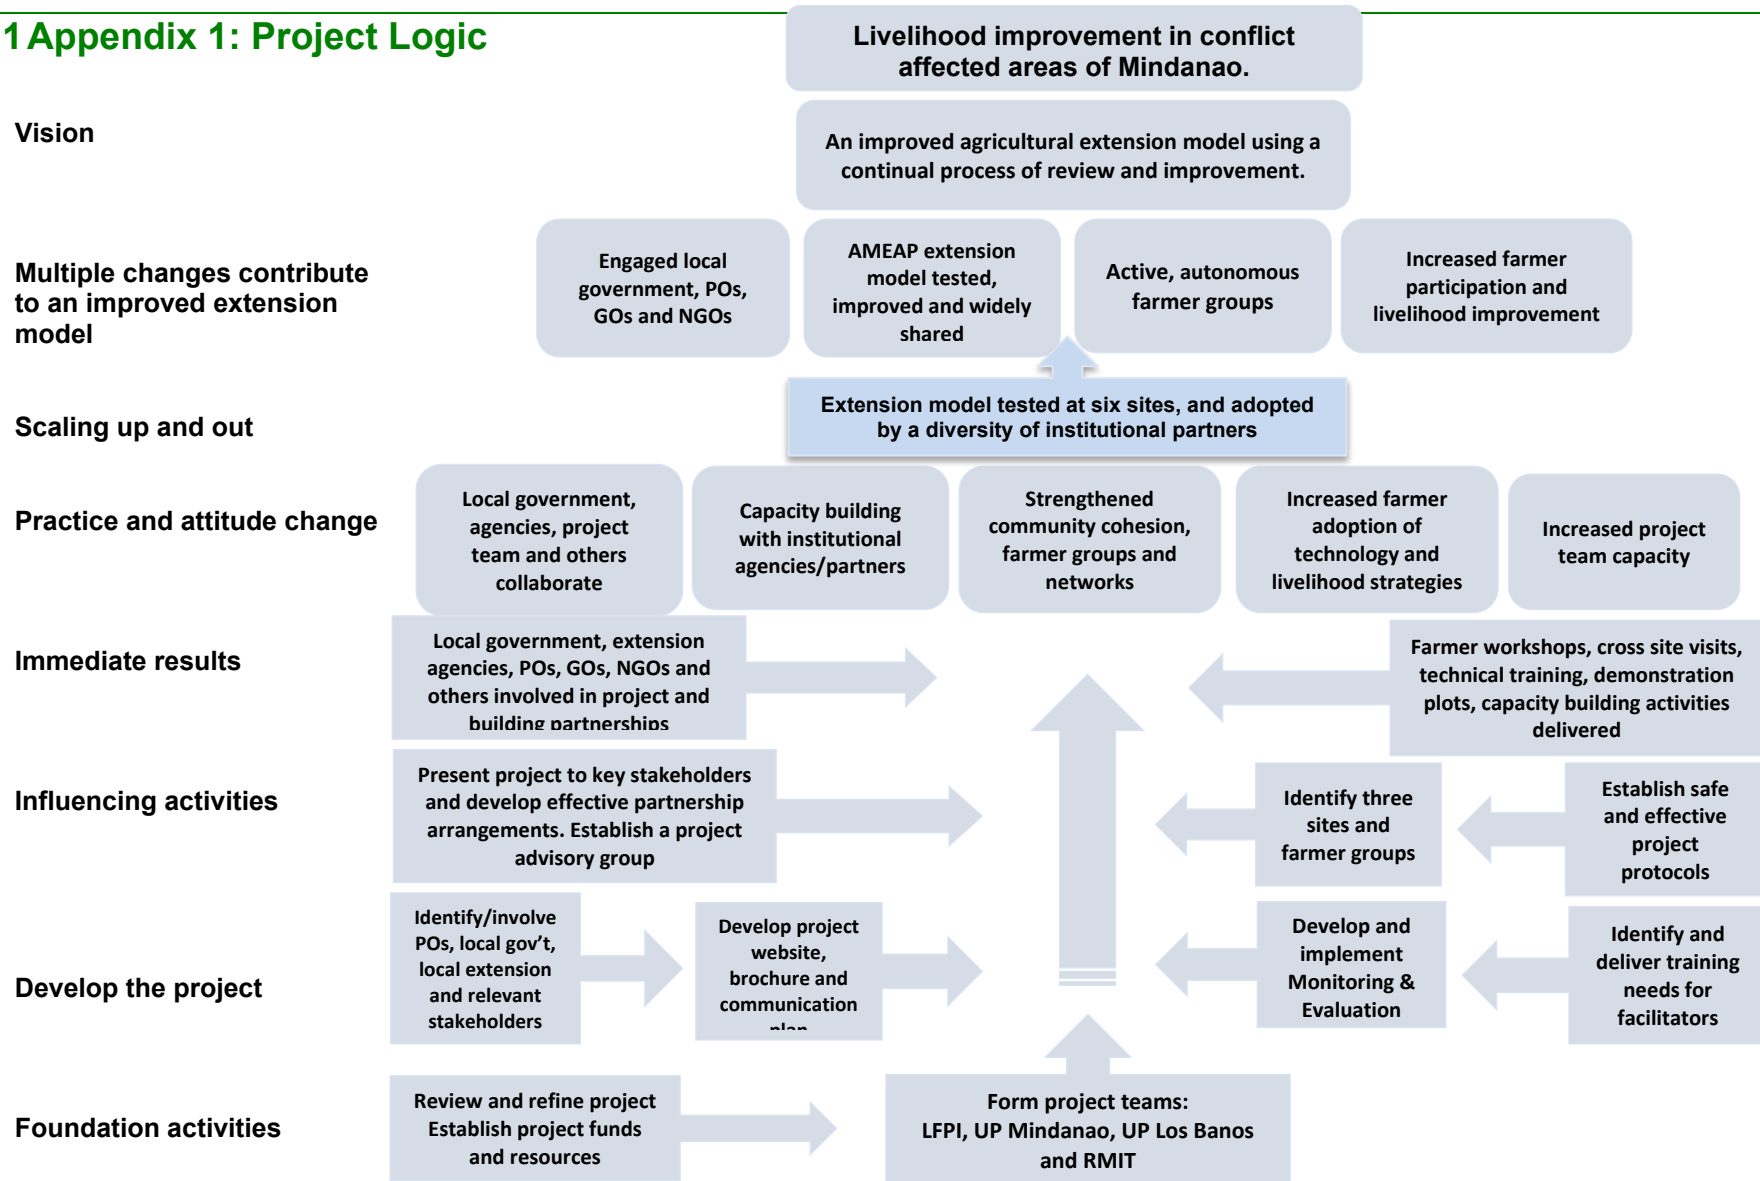 1 Appendix 1: Project Logic
Livelihood improvement in conflict
affected areas of Mindanao.
Vision
An improved agricultural extension model using a
continual process of review and improvement.
Multiple changes contribute
to an improved extension
model
Engaged local
government, POs,
GOs and NGOs
AMEAP extension
model tested,
improved and widely
shared
Active, autonomous
farmer groups
Increased farmer
participation and
livelihood improvement
Scaling up and out
Extension model tested at six sites, and adopted
by a diversity of institutional partners
Practice and attitude change
Local government,
agencies, project
team and others
collaborate
Capacity building
with institutional
agencies/partners
Strengthened
community cohesion,
farmer groups and
networks
Increased farmer
adoption of
technology and
livelihood strategies
Increased project
team capacity
Immediate results
Local government, extension
agencies, POs, GOs, NGOs and
others involved in project and
building partnerships
Farmer workshops, cross site visits,
technical training, demonstration
plots, capacity building activities
delivered
Influencing activities
Present project to key stakeholders
and develop effective partnership
arrangements. Establish a project
advisory group
Identify three
sites and
farmer groups
Establish safe
and effective
project
protocols
Develop the project
Identify/involve
POs, local gov't,
local extension
and relevant
stakeholders
Develop project
website,
brochure and
communication
plan
Develop and
implement
Monitoring &
Evaluation
Identify and
deliver training
needs for
facilitators
Foundation activities
Review and refine project
Establish project funds
and resources
Form project teams:
LFPI, UP Mindanao, UP Los Banos
and RMIT